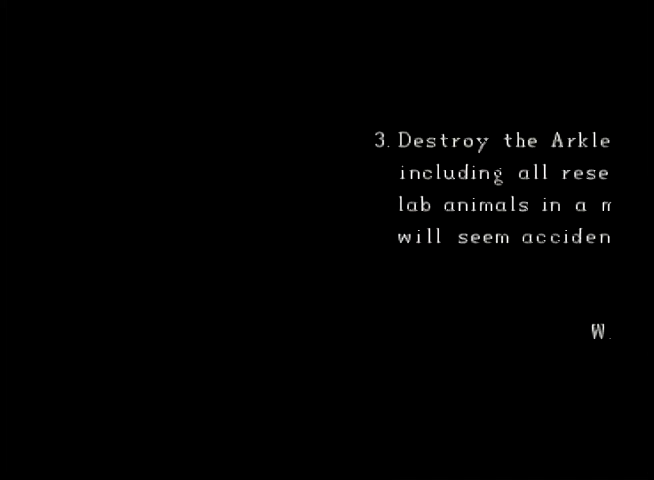 3. Destroy the Arkle
including all rese
lab animals in a m
will seem acciden
W.